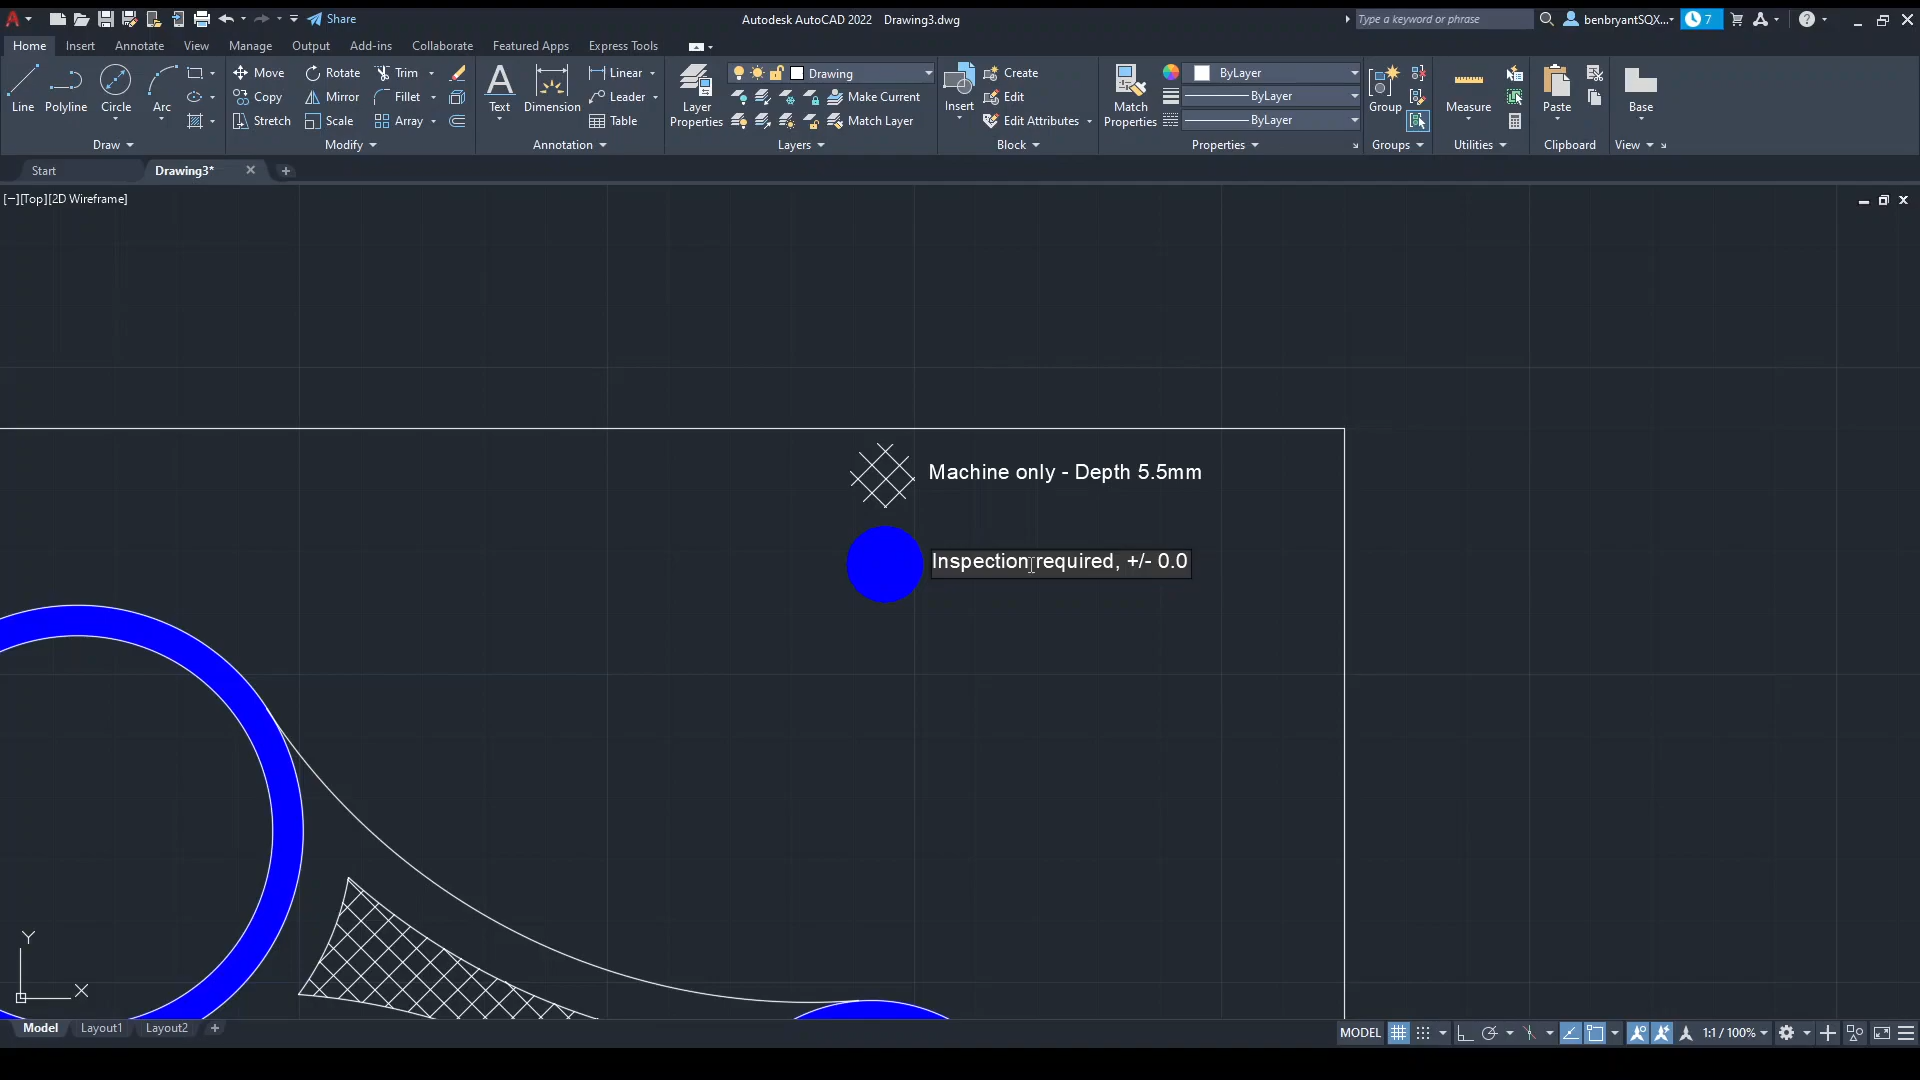 Share
Autodesk AutoCAD 2022 Drawing3.dwg
Type a keyword or phrase
benbryantSQX...
7
Home Insert Annotate View Manage Output Add-ins Collaborate Featured Apps Express Tools
Line Polyline Circle Arc
Draw
Move Rotate Trim
Copy Mirror Fillet
Stretch Scale Array
Modify
Text Dimension
Linear
Leader
Table
Annotation
Layer Properties
Drawing
Make Current
Match Layer
Layers
Insert
Create
Edit
Edit Attributes
Block
Match Properties
ByLayer
ByLayer
ByLayer
Properties
Group
Groups
Measure
Utilities
Paste
Clipboard
Base
View
Start Drawing3*
[−][Top][2D Wireframe]
Machine only - Depth 5.5mm
Inspection required, +/- 0.0
Y
X
Model Layout1 Layout2
MODEL
1:1 / 100%